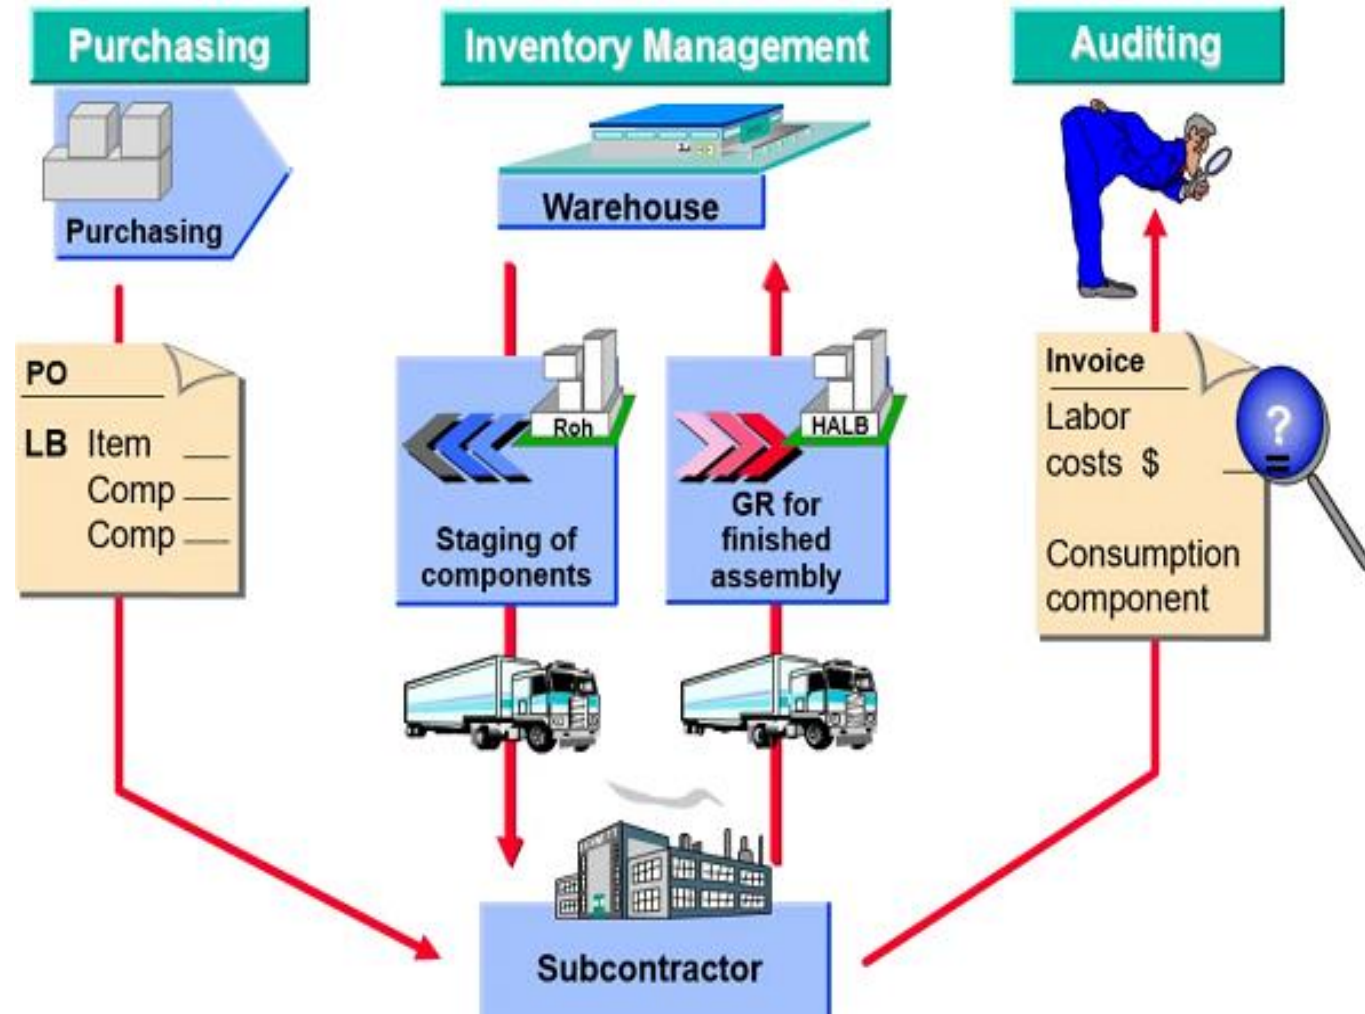 Purchasing
Inventory Management
Auditing
Purchasing
Warehouse
PO
LB Item
Comp
Comp
Roh
Staging of
components
HALB
GR for
finished
assembly
Invoice
Labor
costs $
?
=
Consumption
component
Subcontractor